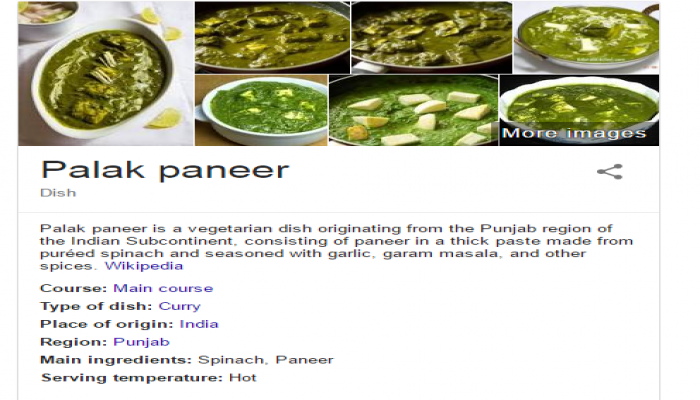 More images
Palak paneer
Dish
Palak paneer is a vegetarian dish originating from the Punjab region of
the Indian Subcontinent, consisting of paneer in a thick paste made from
puréed spinach and seasoned with garlic, garam masala, and other
spices. Wikipedia
Course: Main course
Type of dish: Curry
Place of origin: India
Region: Punjab
Main ingredients: Spinach, Paneer
Serving temperature: Hot